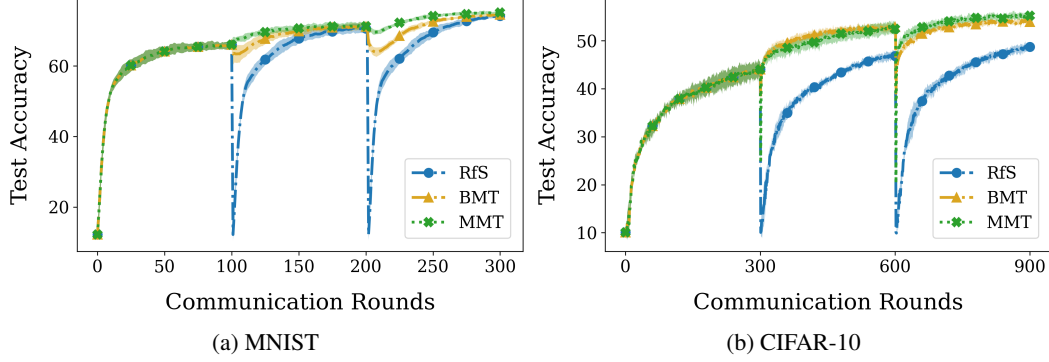 Test Accuracy
60
40
20
0
50
100
150
200
250
300
RfS
BMT
MMT
Communication Rounds
(a) MNIST
Test Accuracy
50
40
30
20
10
0
300
600
900
RfS
BMT
MMT
Communication Rounds
(b) CIFAR-10